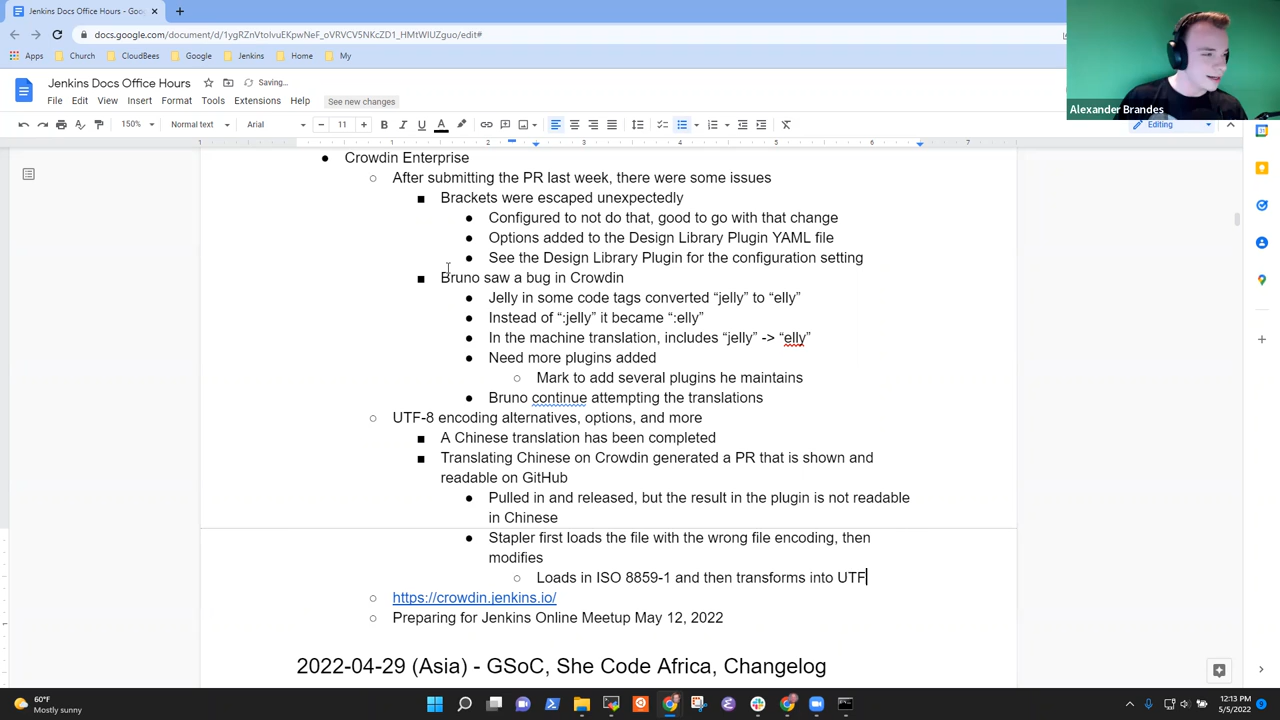 Jenkins Docs Office Hours - Goo
docs.google.com/document/d/1ygRZnVtoIvuEKpwNeF_oVRVCV5NKcZD1_HMtWIUZguo/edit#
Apps Church CloudBees Google Jenkins Home My
Alexander Brandes
Jenkins Docs Office Hours Saving...
File Edit View Insert Format Tools Extensions Help See new changes
150% Normal text Arial 11 Editing
1 2 3 4 5 6 7
Crowdin Enterprise
After submitting the PR last week, there were some issues
Brackets were escaped unexpectedly
Configured to not do that, good to go with that change
Options added to the Design Library Plugin YAML file
See the Design Library Plugin for the configuration setting
Bruno saw a bug in Crowdin
Jelly in some code tags converted “jelly” to “elly”
Instead of “:jelly” it became “:elly”
In the machine translation, includes “jelly” -> “elly”
Need more plugins added
Mark to add several plugins he maintains
Bruno continue attempting the translations
UTF-8 encoding alternatives, options, and more
A Chinese translation has been completed
Translating Chinese on Crowdin generated a PR that is shown and
readable on GitHub
Pulled in and released, but the result in the plugin is not readable
in Chinese
Stapler first loads the file with the wrong file encoding, then
modifies
Loads in ISO 8859-1 and then transforms into UTF
https://crowdin.jenkins.io/
Preparing for Jenkins Online Meetup May 12, 2022
2022-04-29 (Asia) - GSoC, She Code Africa, Changelog
60°F
Mostly sunny
12:13 PM
5/5/2022